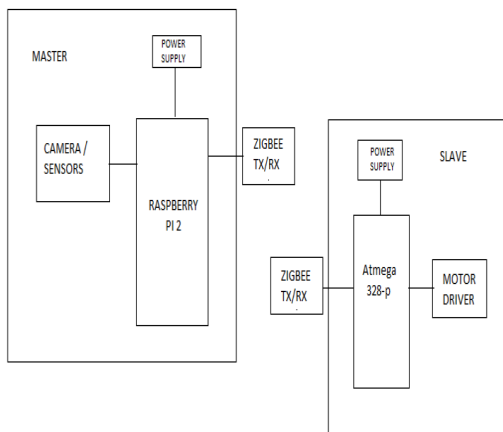 MASTER
POWER
SUPPLY
CAMERA /
SENSORS
RASPBERRY
PI 2
ZIGBEE
TX/RX
SLAVE
POWER
SUPPLY
ZIGBEE
TX/RX
Atmega
328-p
MOTOR
DRIVER